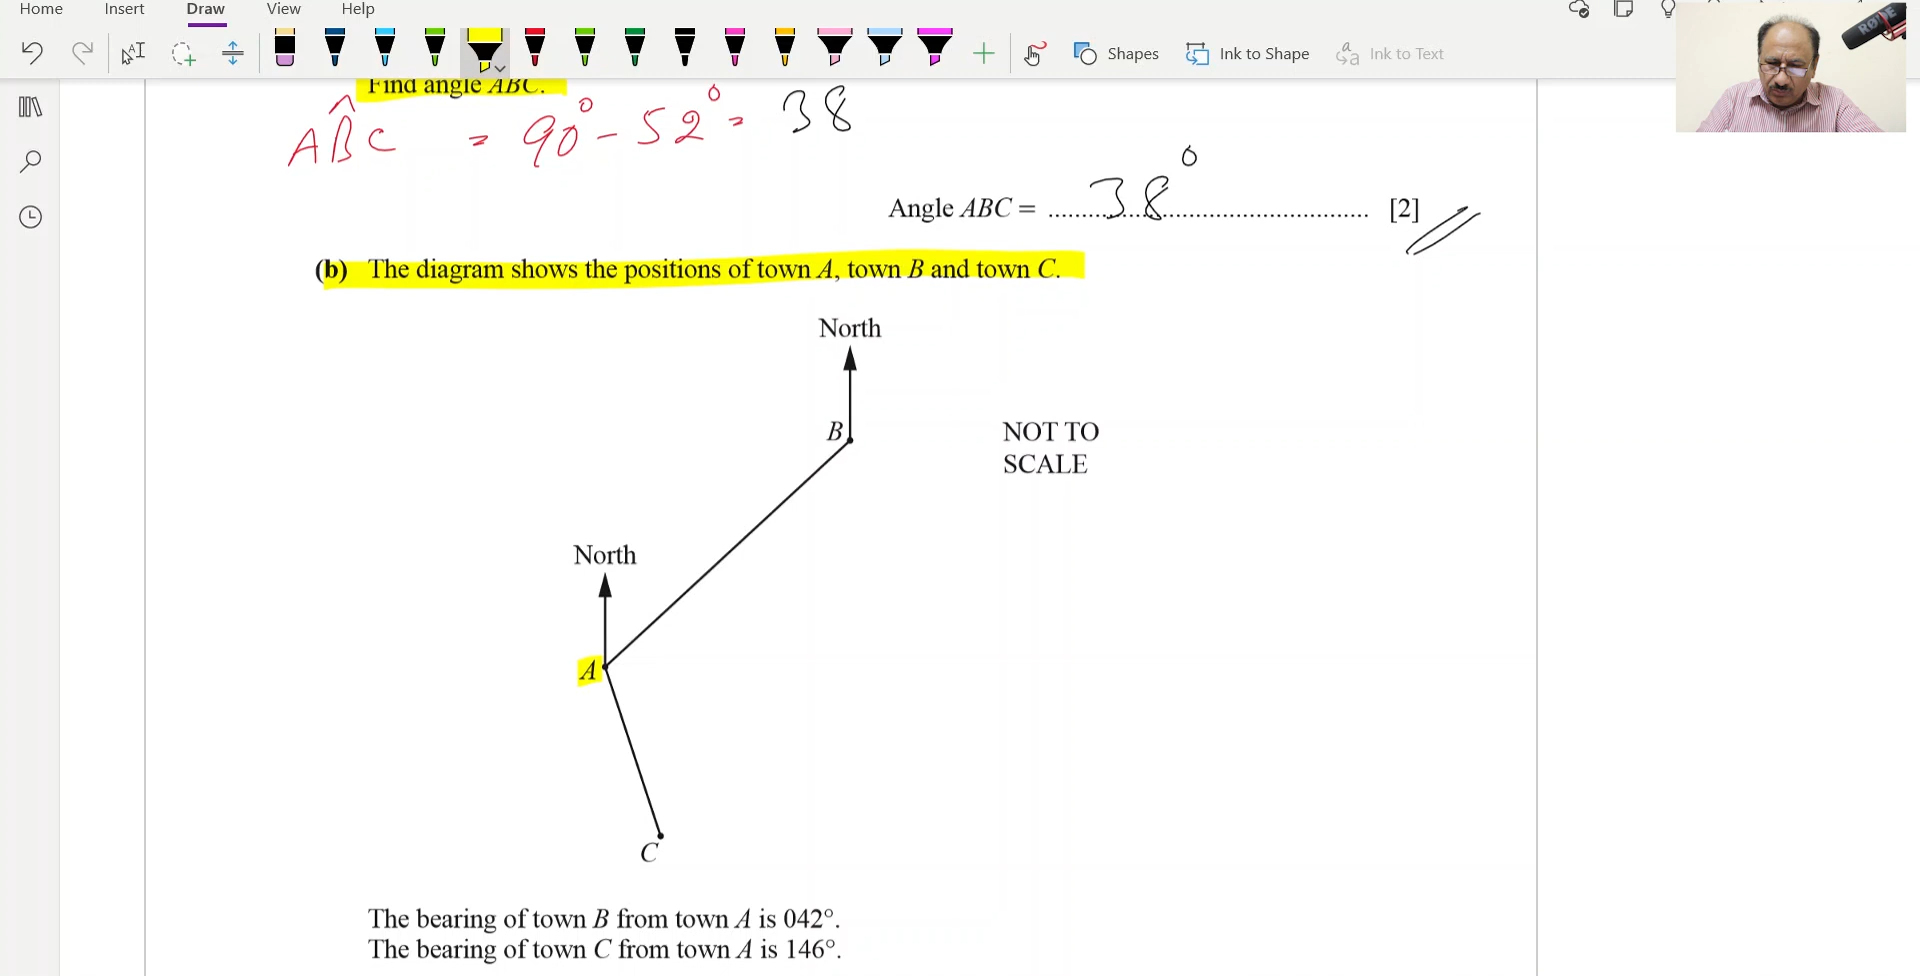 Home Insert Draw View Help
Shapes Ink to Shape Ink to Text
RØDE
Find angle ABC.
ABC = 90° - 52° = 38
Angle ABC = 38° [2]
(b) The diagram shows the positions of town A, town B and town C.
North
B
NOT TO
SCALE
North
A
C
The bearing of town B from town A is 042°.
The bearing of town C from town A is 146°.